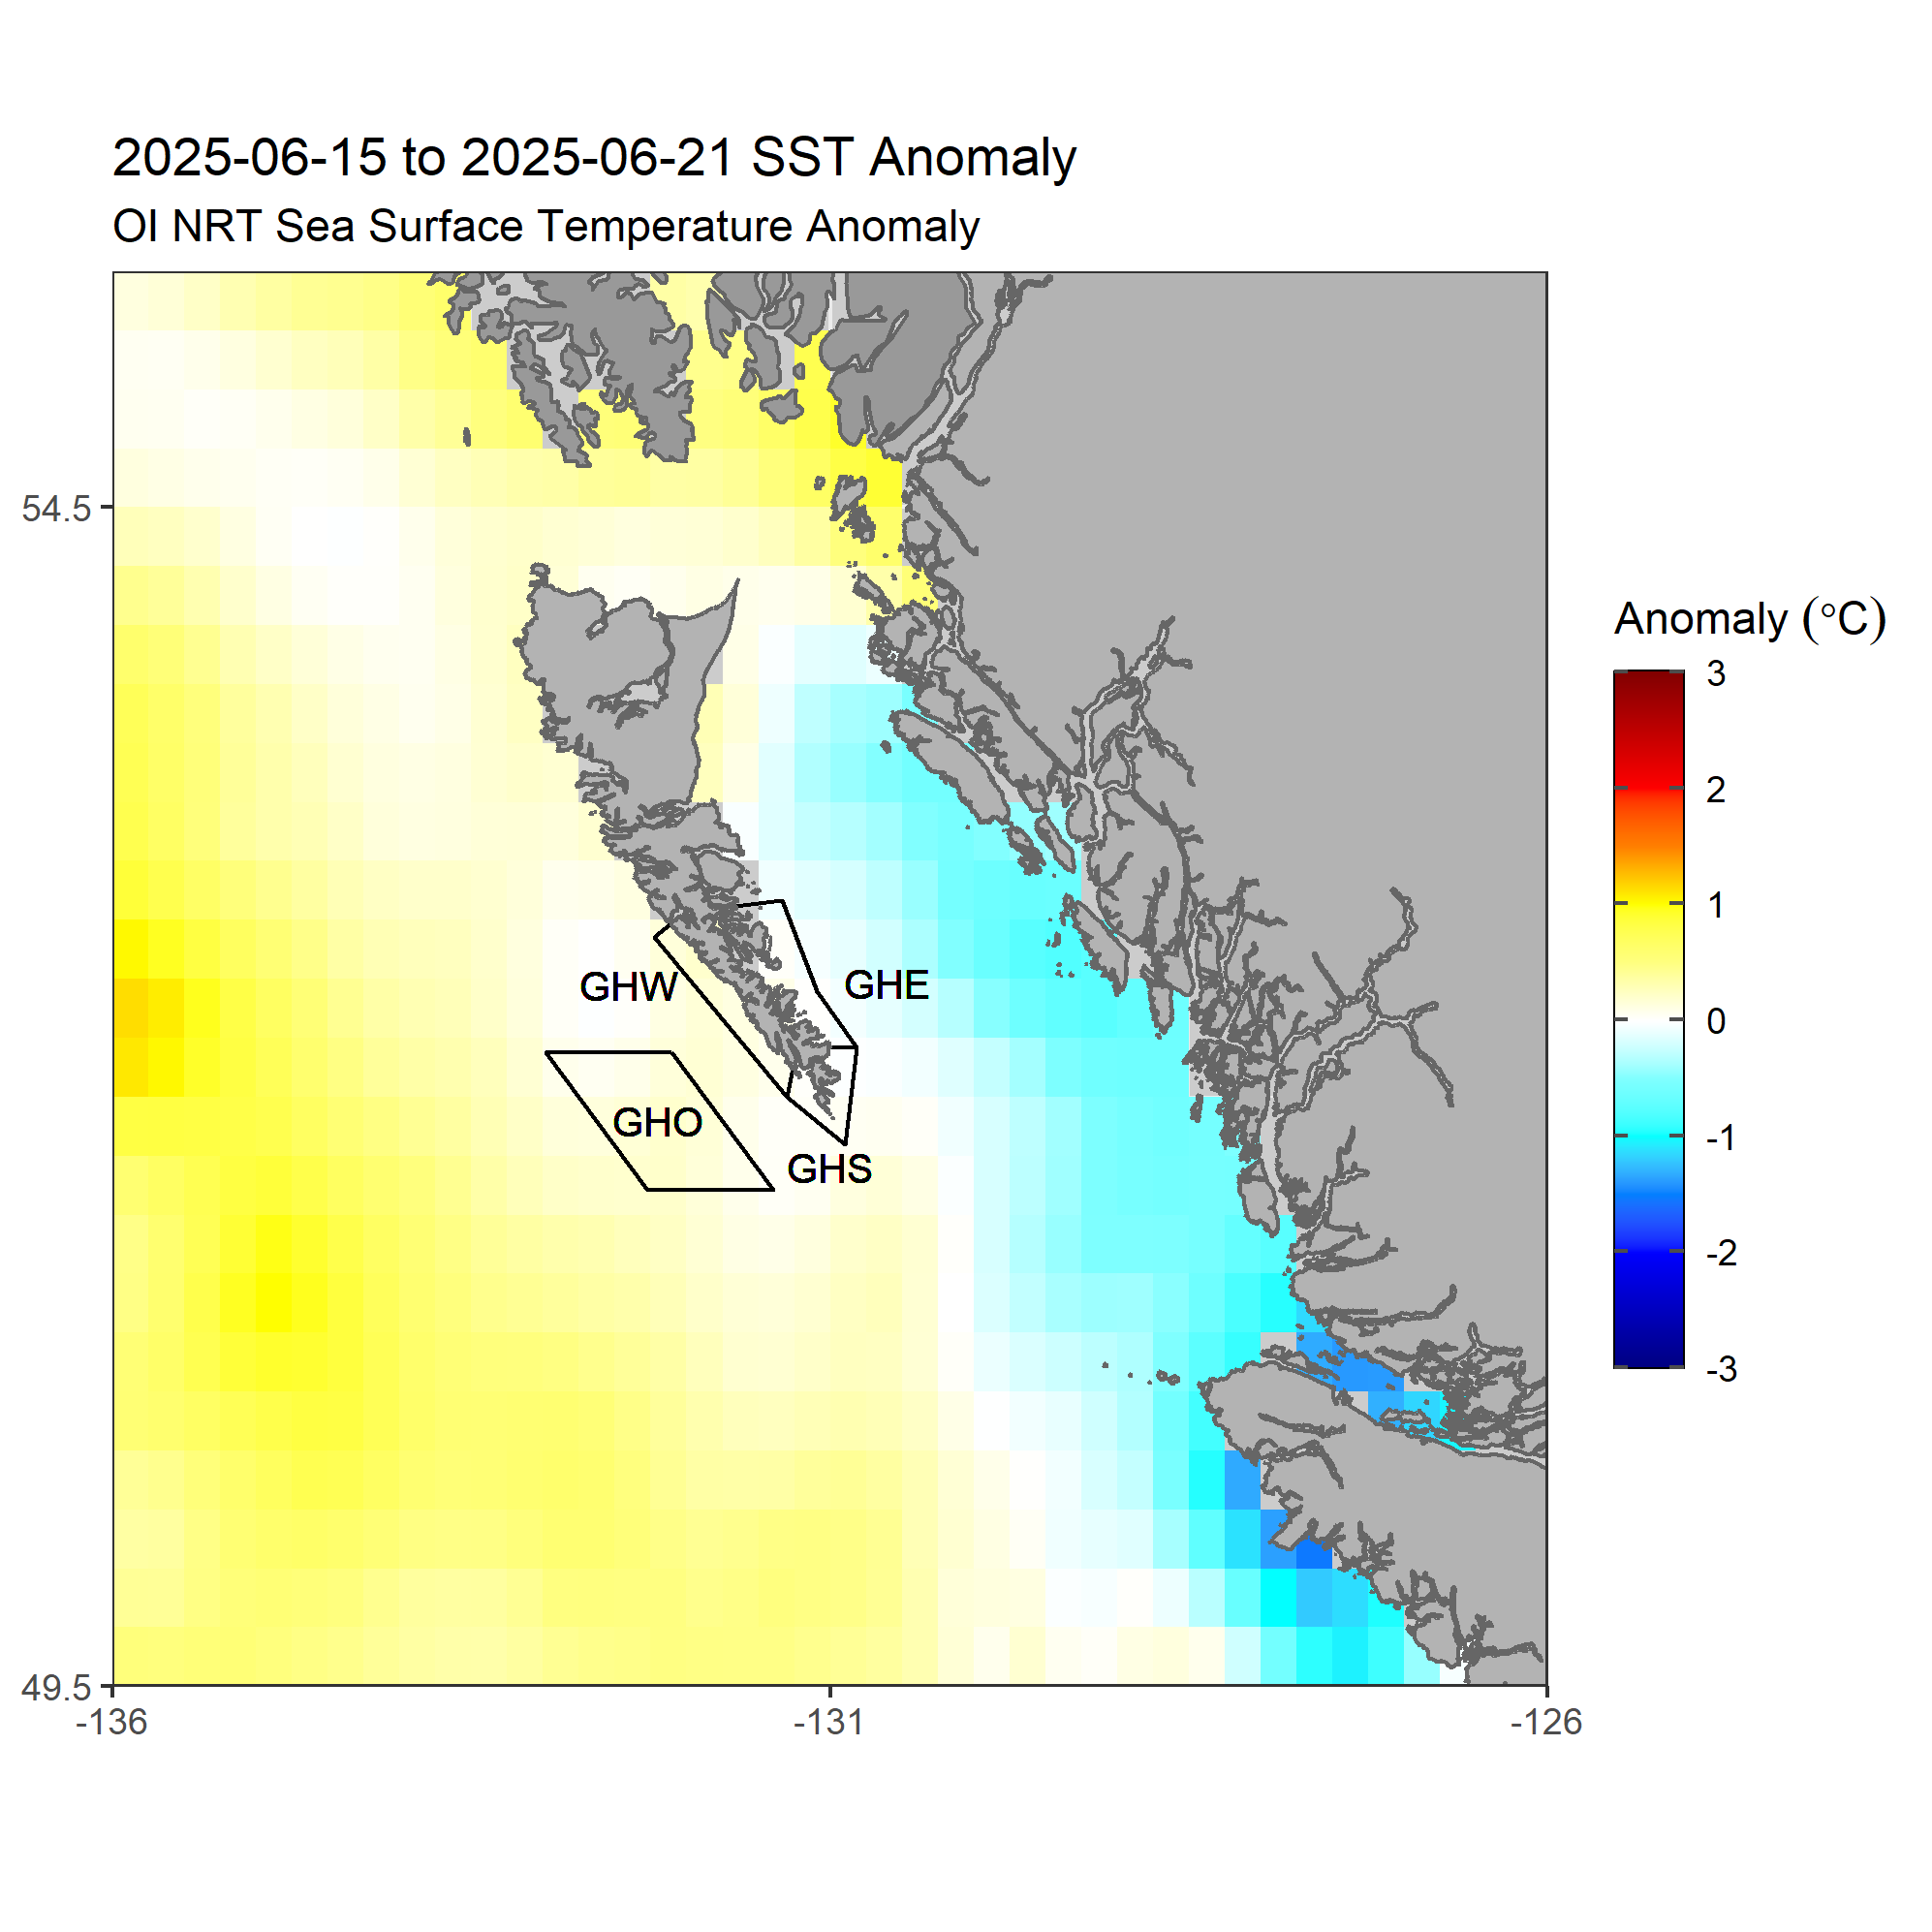 2025-06-15 to 2025-06-21 SST Anomaly
OI NRT Sea Surface Temperature Anomaly
54.5
49.5
-136
-131
-126
GHW
GHE
GHO
GHS
Anomaly (°C)
3
2
1
0
-1
-2
-3